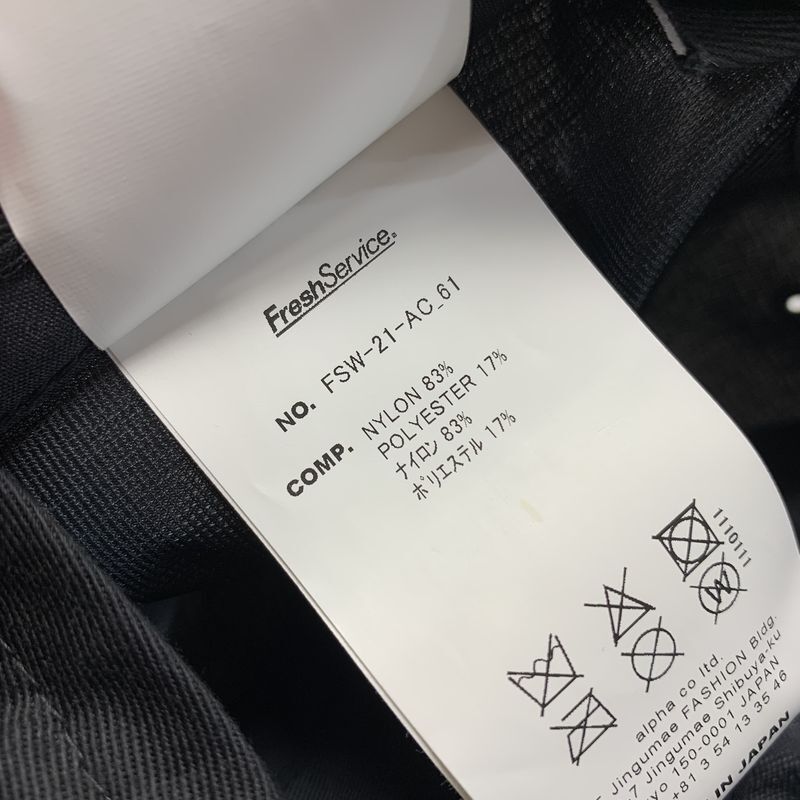 FreshService®
NO. FSW-21-AC_61
COMP. NYLON 83%
POLYESTER 17%
ナイロン 83%
ポリエステル 17%
1110111
W
alpha co ltd.
Jingumae FASHION Bldg.
7 Jingumae Shibuya-ku
150-0001 JAPAN
+81 3 54 13 35 46
IN JAPAN